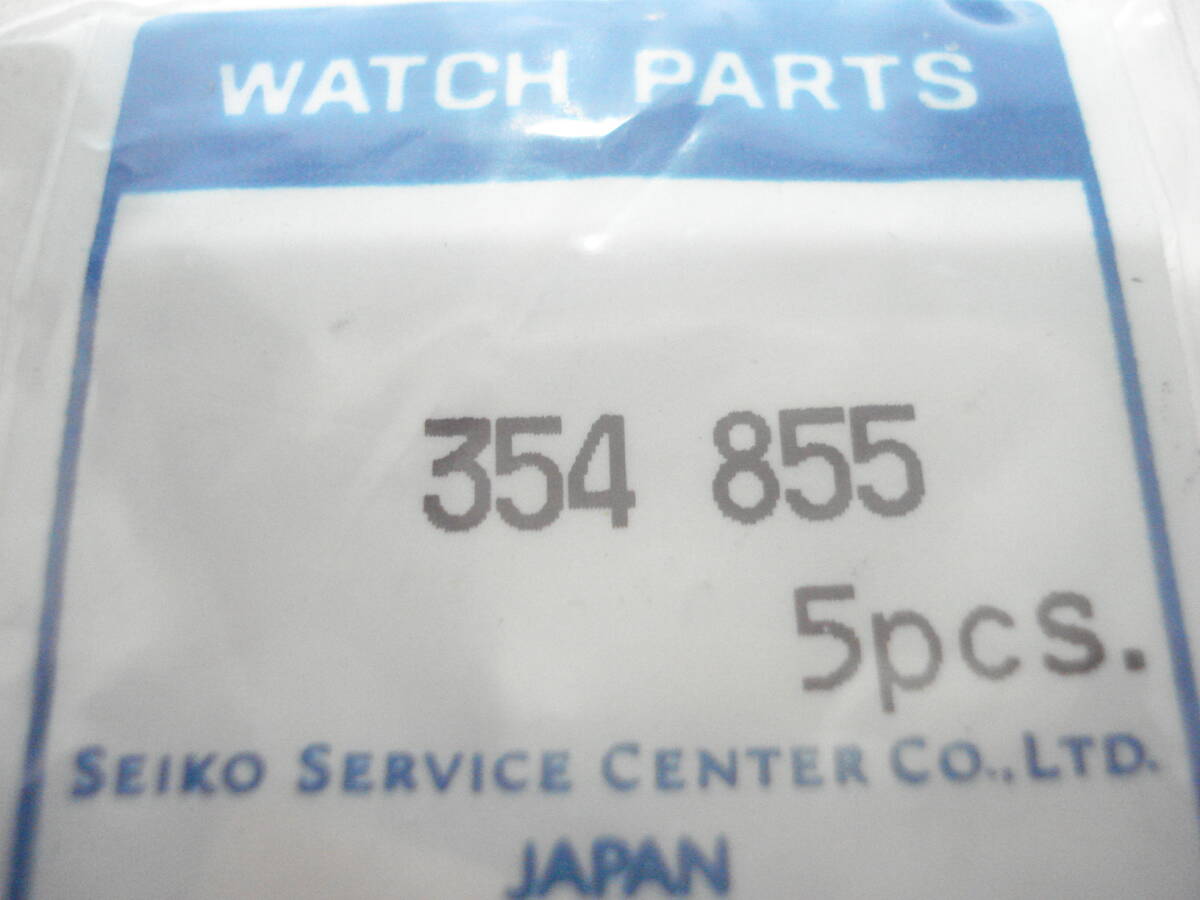 WATCH PARTS
354 855
5pcs.
SEIKO SERVICE CENTER CO., LTD.
JAPAN